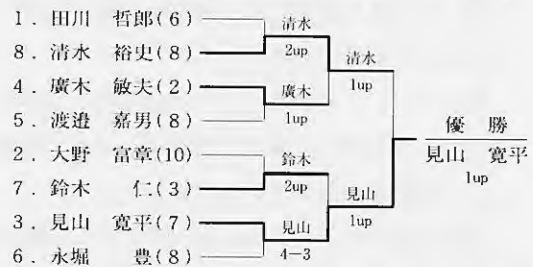 1. 田川 哲郎(6)
8. 清水 裕史(8)
4. 廣木 敏夫(2)
5. 渡邉 嘉男(8)
2. 大野 富章(10)
7. 鈴木 仁(3)
3. 見山 寛平(7)
6. 永堀 豊(8)
清水
2up
廣木
1up
鈴木
2up
見山
4−3
清水
1up
見山
1up
優 勝
見山 寛平
1up